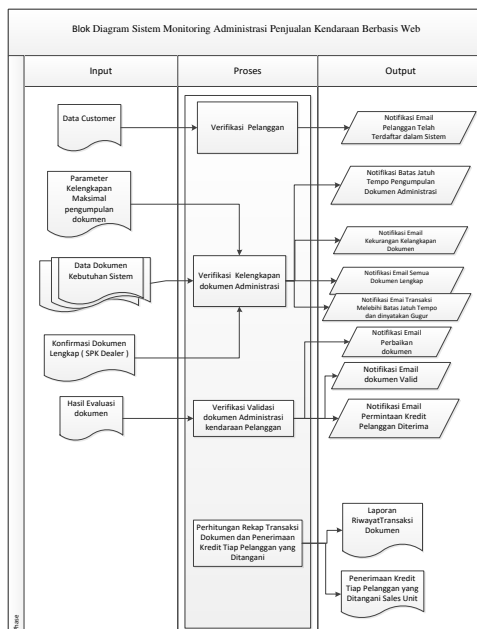 Blok Diagram Sistem Monitoring Administrasi Penjualan Kendaraan Berbasis Web
Input
Proses
Output
Data Customer
Verifikasi Pelanggan
Notifikasi Email
Pelanggan Telah
Terdaftar dalam Sistem
Parameter
Kelengkapan
Maksimal
pengumpulan
dokumen
Notifikasi Batas Jatuh
Tempo Pengumpulan
Dokumen Administrasi
Notifikasi Email
Kekurangan Kelangkapan
Dokumen
Data Dokumen
Kebutuhan Sistem
Verifikasi Kelengkapan
dokumen Administrasi
Notifikasi Email Semua
Dokumen Lengkap
Notifikasi Emai Transaksi
Melebihi Batas Jatuh Tempo
dan dinyatakan Gugur
Konfirmasi Dokumen
Lengkap ( SPK Dealer )
Notifikasi Email
Perbaikan
dokumen
Notifikasi Email
dokumen Valid
Hasil Evaluasi
dokumen
Verifikasi Validasi
dokumen Administrasi
kendaraan Pelanggan
Notifikasi Email
Permintaan Kredit
Pelanggan Diterima
Perhitungan Rekap Transaksi
Dokumen dan Penerimaan
Kredit Tiap Pelanggan yang
Ditangani
Laporan
RiwayatTransaksi
Dokumen
Penerimaan Kredit
Tiap Pelanggan yang
Ditangani Sales Unit
Phase